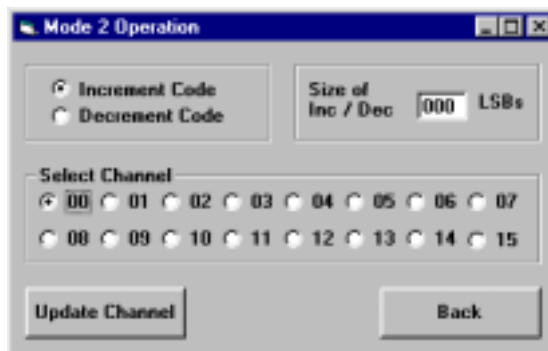 Mode 2 Operation
Increment Code
Decrement Code
Size of
Inc / Dec
000
LSBs
Select Channel
00 01 02 03 04 05 06 07
08 09 10 11 12 13 14 15
Update Channel
Back